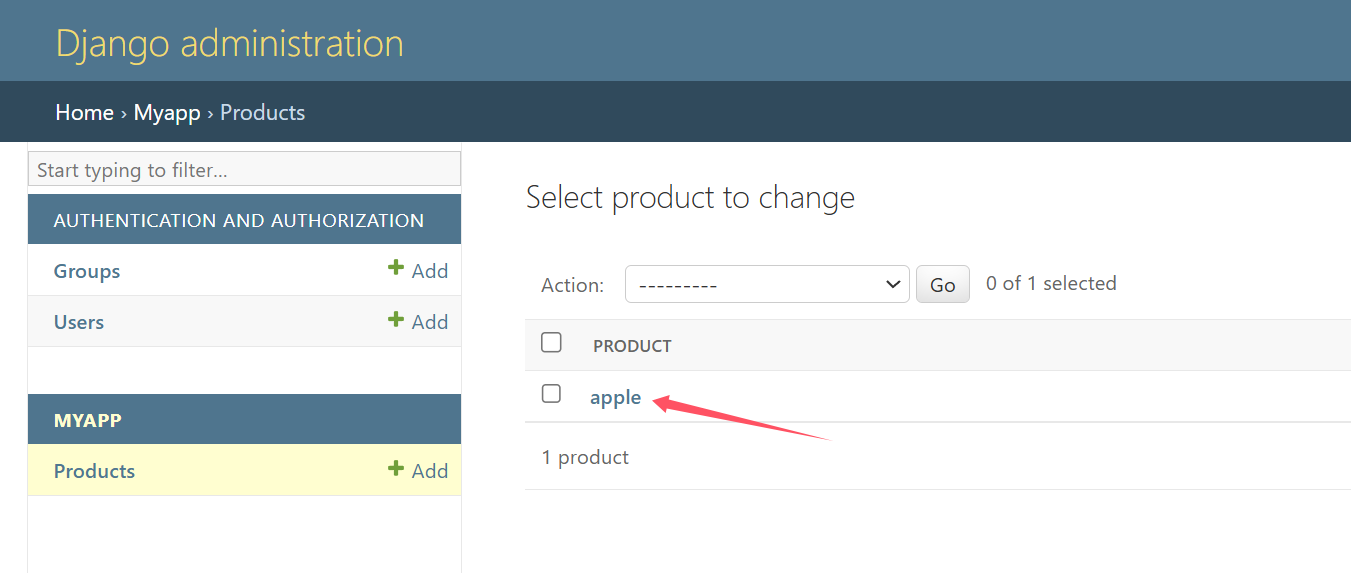 Django administration
Home › Myapp › Products
Start typing to filter...
AUTHENTICATION AND AUTHORIZATION
Groups + Add
Users + Add
MYAPP
Products + Add
Select product to change
Action: --------- Go 0 of 1 selected
PRODUCT
apple
1 product